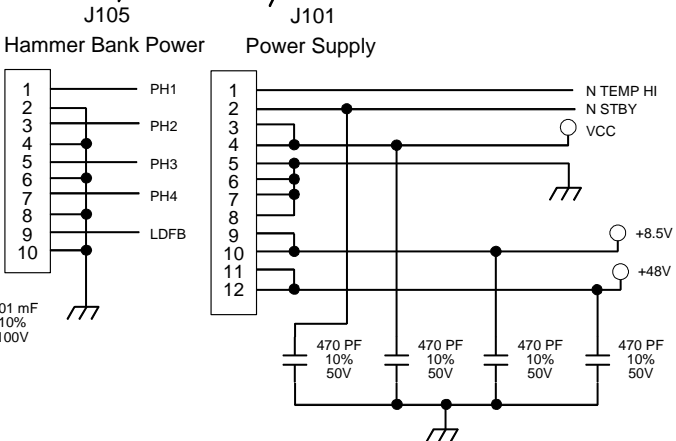 J105
Hammer Bank Power
1
2
3
4
5
6
7
8
9
10
PH1
PH2
PH3
PH4
LDFB
01 mF
10%
100V
J101
Power Supply
1
2
3
4
5
6
7
8
9
10
11
12
N TEMP HI
N STBY
VCC
+8.5V
+48V
470 PF
10%
50V
470 PF
10%
50V
470 PF
10%
50V
470 PF
10%
50V